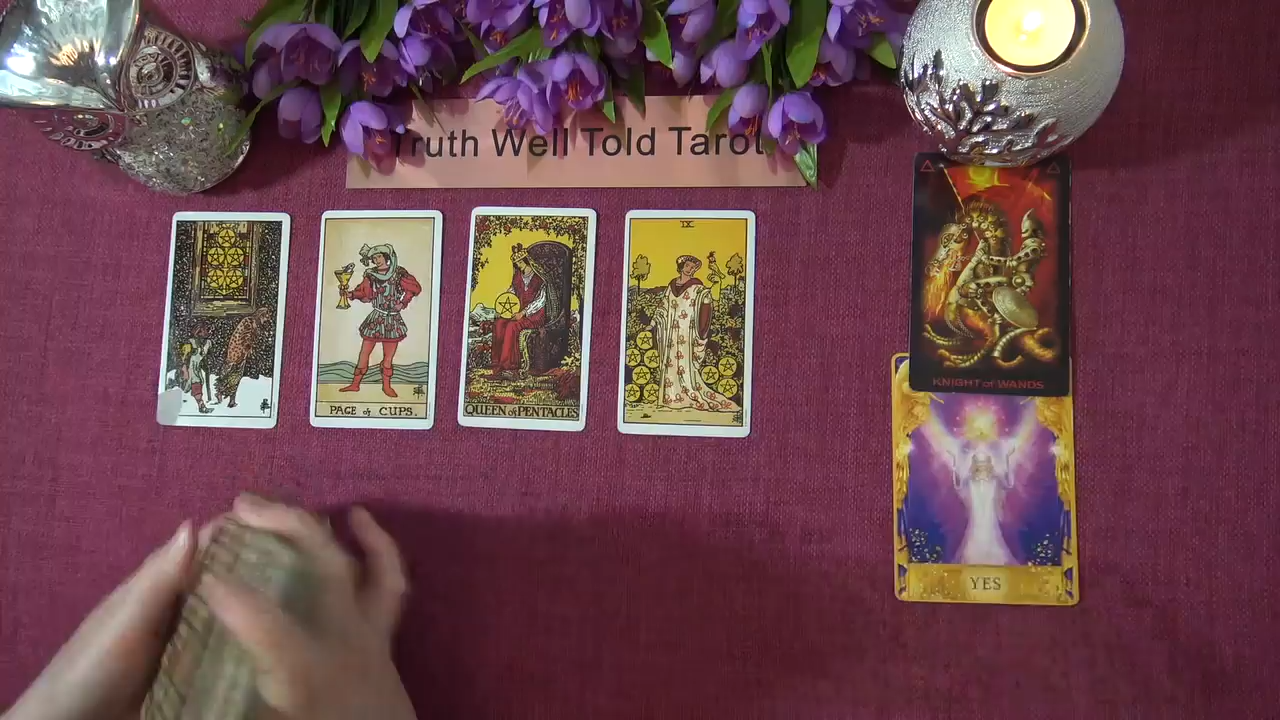 Truth Well Told Tarot
IX
PAGE of CUPS.
QUEEN of PENTACLES
KNIGHT of WANDS
YES